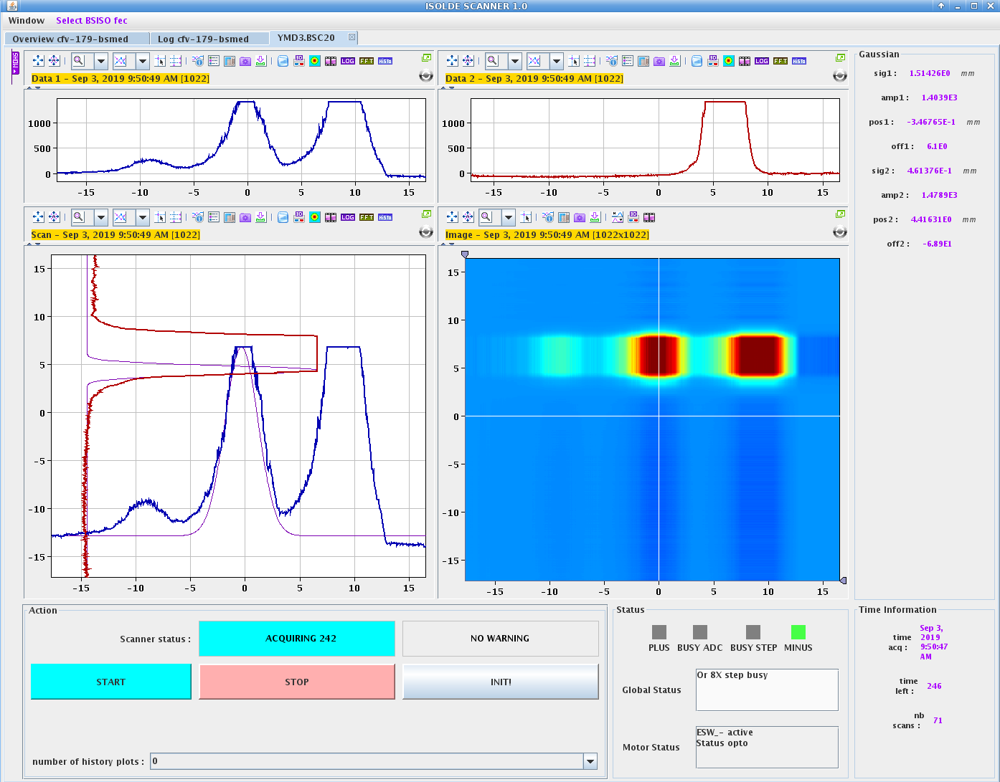 ISOLDE SCANNER 1.0
Window Select BSISO fec
Overview cfv-179-bsmed Log cfv-179-bsmed YMD3.BSC20
SHOW
LOG FFT HISTO
Data 1 - Sep 3, 2019 9:50:49 AM [1022]
1000
500
0
-15 -10 -5 0 5 10 15
3D LOG FFT HISTO
Data 2 - Sep 3, 2019 9:50:49 AM [1022]
1000
500
0
-15 -10 -5 0 5 10 15
3D LOG FFT HISTO
Scan - Sep 3, 2019 9:50:49 AM [1022]
15
10
5
0
-5
-10
-15
-15 -10 -5 0 5 10 15
3D
Image - Sep 3, 2019 9:50:49 AM [1022x1022]
15
10
5
0
-5
-10
-15
-15 -10 -5 0 5 10 15
Gaussian
sig1 : 1.51426E0 mm
amp1 : 1.4039E3
pos1 : -3.46765E-1 mm
off1 : 6.1E0
sig2 : 4.61376E-1 mm
amp2 : 1.4789E3
pos2 : 4.41631E0 mm
off2 : -6.89E1
Action
Scanner status : ACQUIRING 242 NO WARNING
START STOP INIT!
number of history plots : 0
Status
PLUS BUSY ADC BUSY STEP MINUS
Global Status
Or 8X step busy
Motor Status
ESW_- active
Status opto
Time Information
time acq : Sep 3, 2019 9:50:47 AM
time left : 246
nb scans : 71